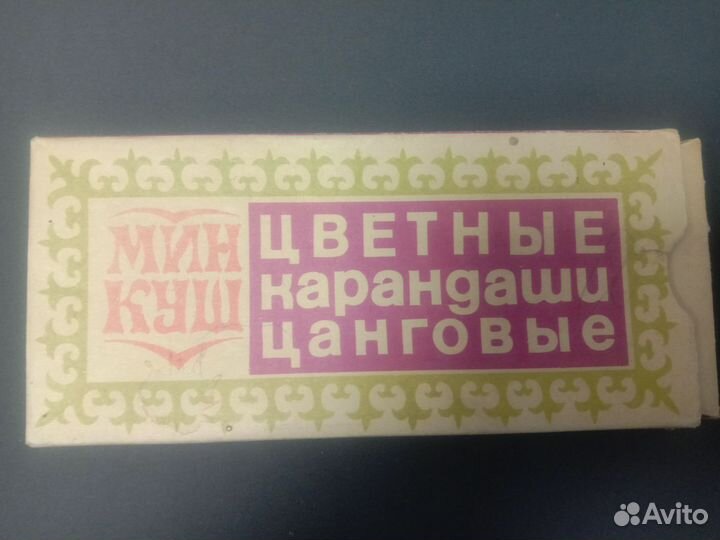 МИН
КУШ
ЦВЕТНЫЕ
карандаши
цанговые
Avito